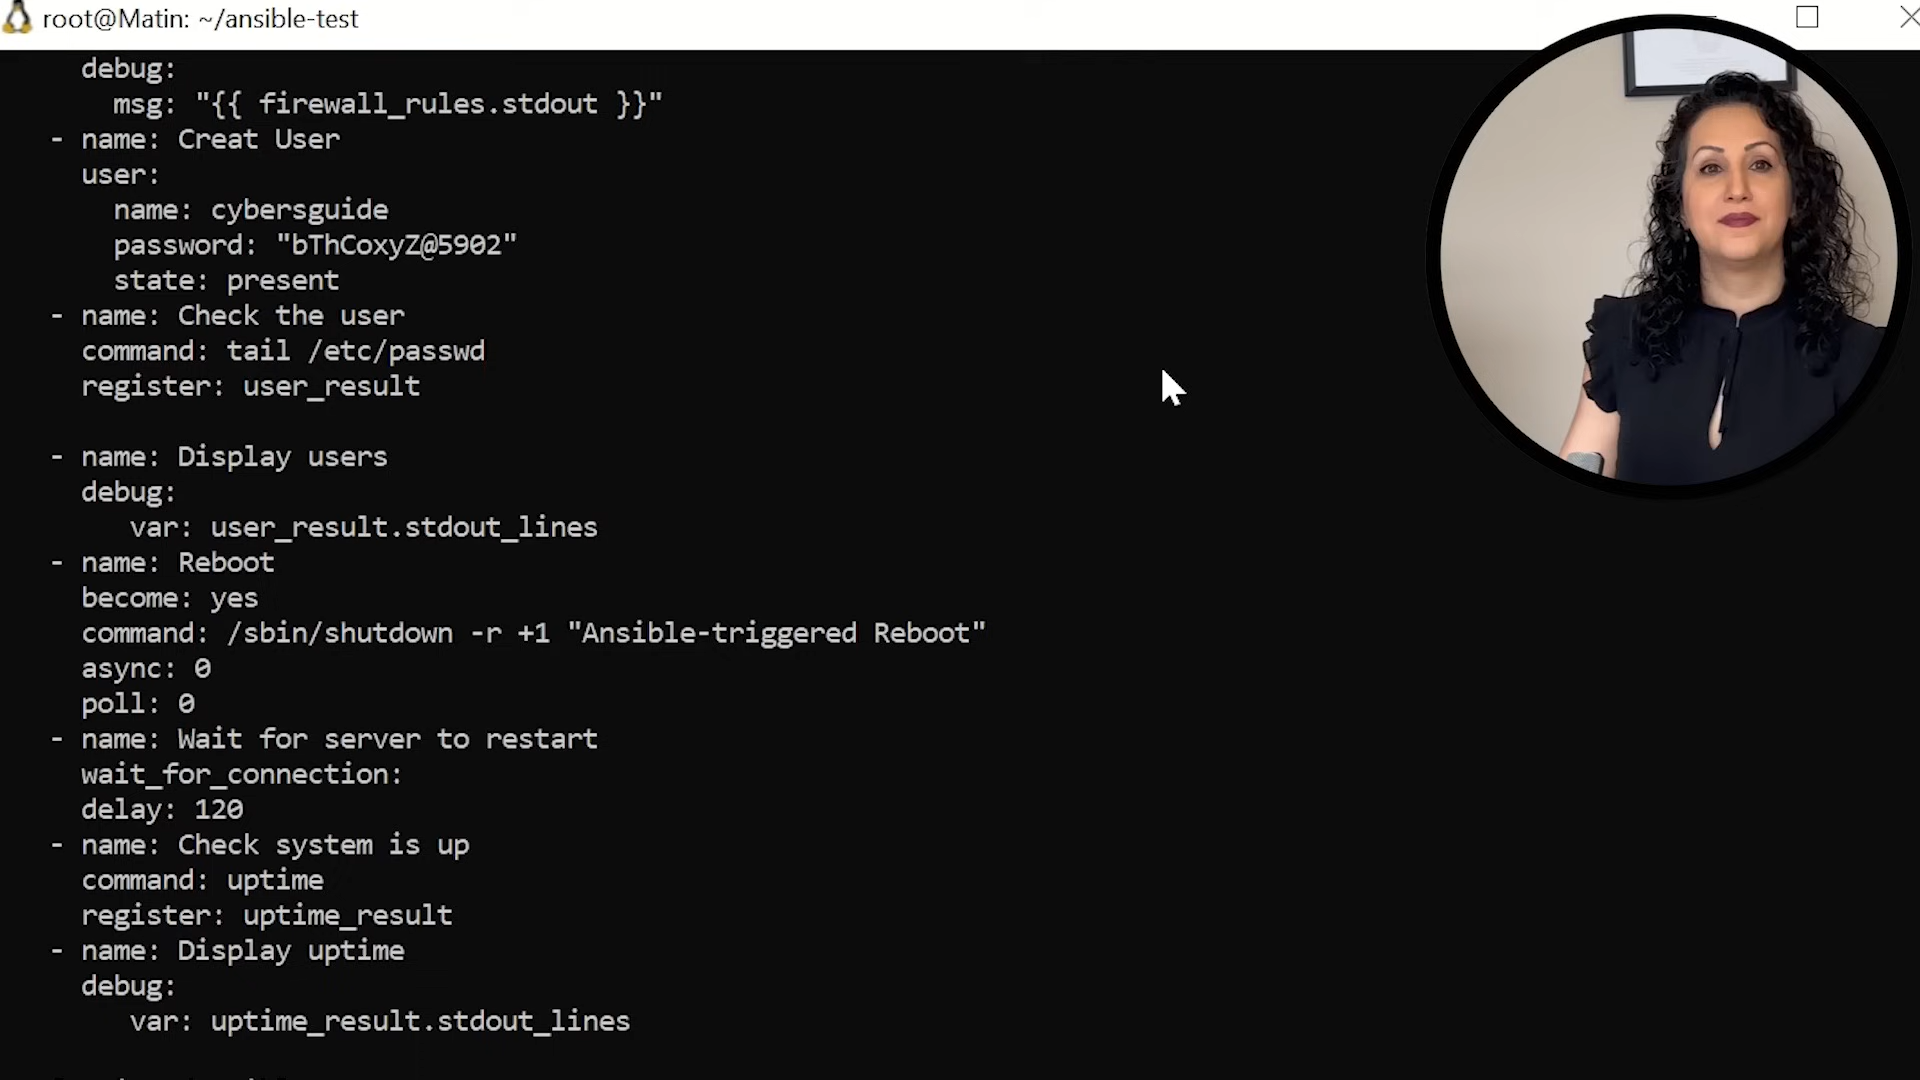 root@Matin: ~/ansible-test
debug:
msg: "{{ firewall_rules.stdout }}"
- name: Creat User
user:
name: cybersguide
password: "bThCoxyZ@5902"
state: present
- name: Check the user
command: tail /etc/passwd
register: user_result
- name: Display users
debug:
var: user_result.stdout_lines
- name: Reboot
become: yes
command: /sbin/shutdown -r +1 "Ansible-triggered Reboot"
async: 0
poll: 0
- name: Wait for server to restart
wait_for_connection:
delay: 120
- name: Check system is up
command: uptime
register: uptime_result
- name: Display uptime
debug:
var: uptime_result.stdout_lines